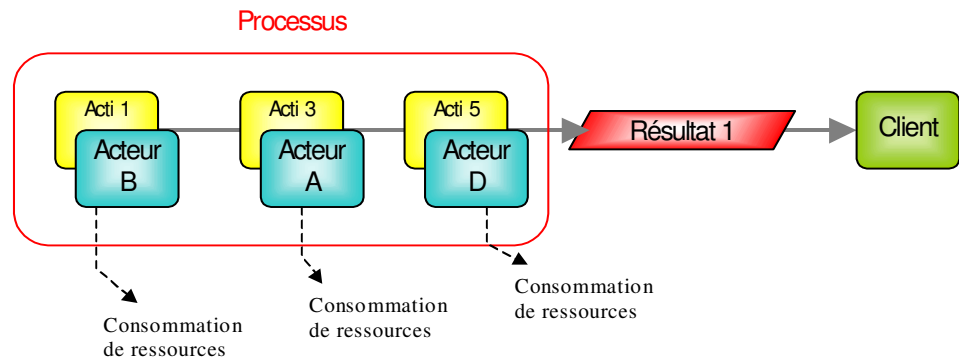 Processus
Acti 1
Acteur
B
Acti 3
Acteur
A
Acti 5
Acteur
D
Résultat 1
Client
Consommation
de ressources
Consommation
de ressources
Consommation
de ressources